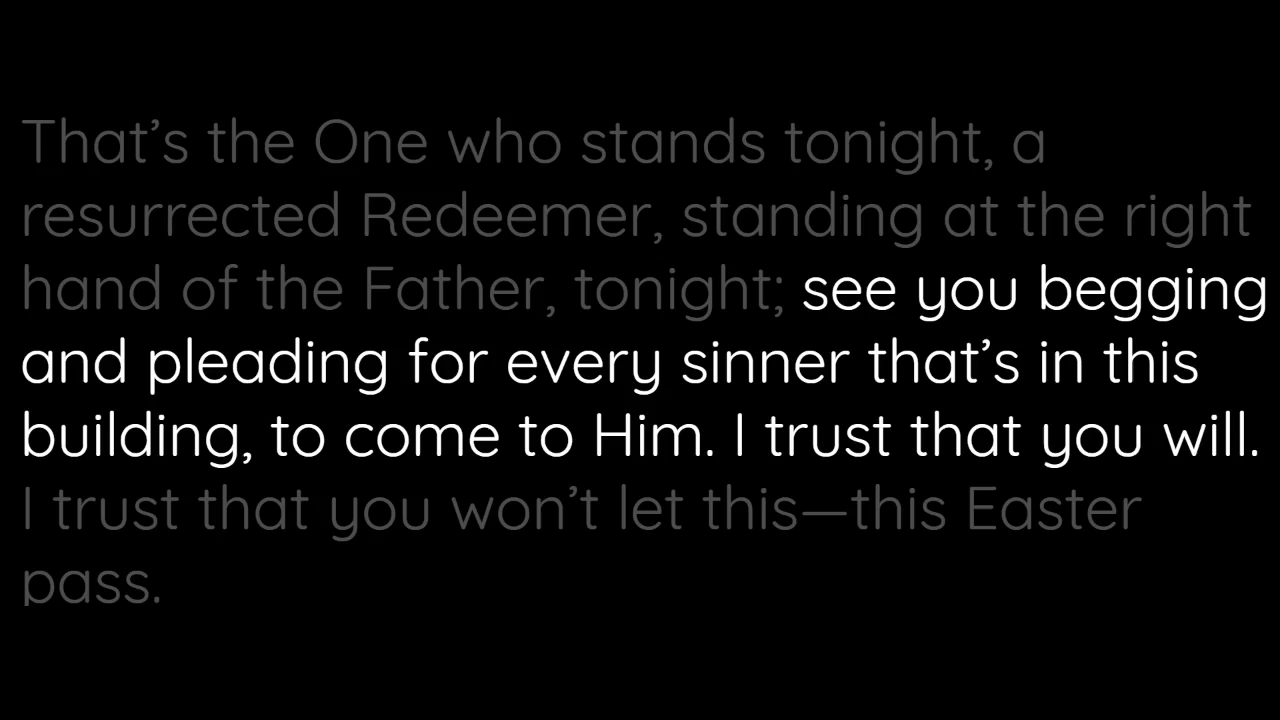 That’s the One who stands tonight, a
resurrected Redeemer, standing at the right
hand of the Father, tonight; see you begging
and pleading for every sinner that’s in this
building, to come to Him. I trust that you will.
I trust that you won’t let this—this Easter
pass.